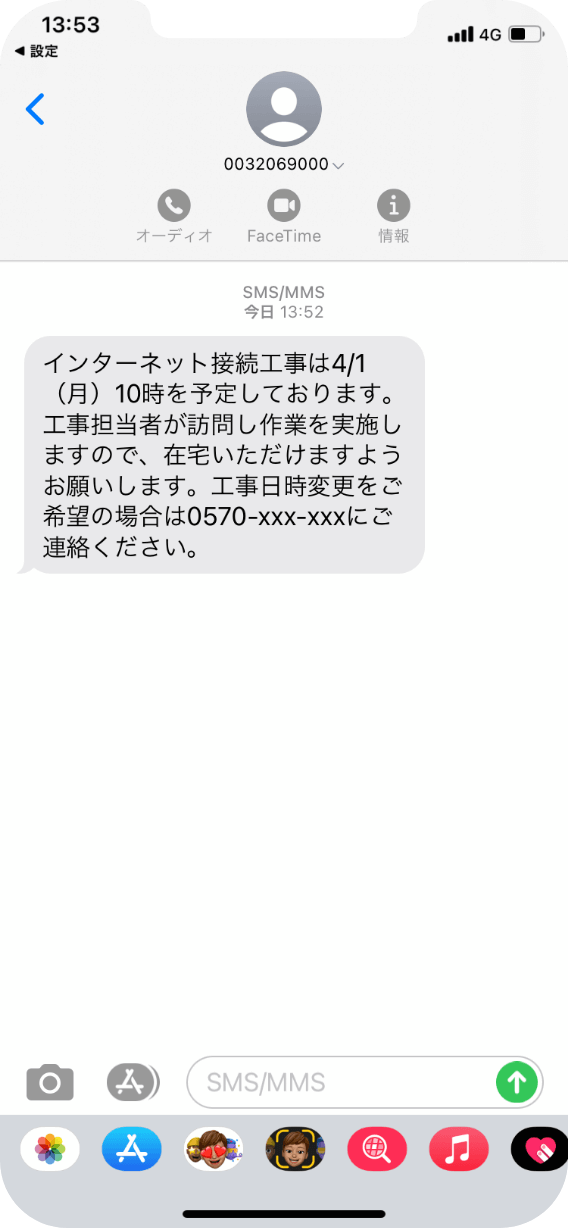 13:53
4G
◀ 設定
0032069000
オーディオ
FaceTime
情報
SMS/MMS
今日 13:52
インターネット接続工事は4/1
（月）10時を予定しております。
工事担当者が訪問し作業を実施し
ますので、在宅いただけますよう
お願いします。工事日時変更をご
希望の場合は0570-xxx-xxxにご
連絡ください。
SMS/MMS